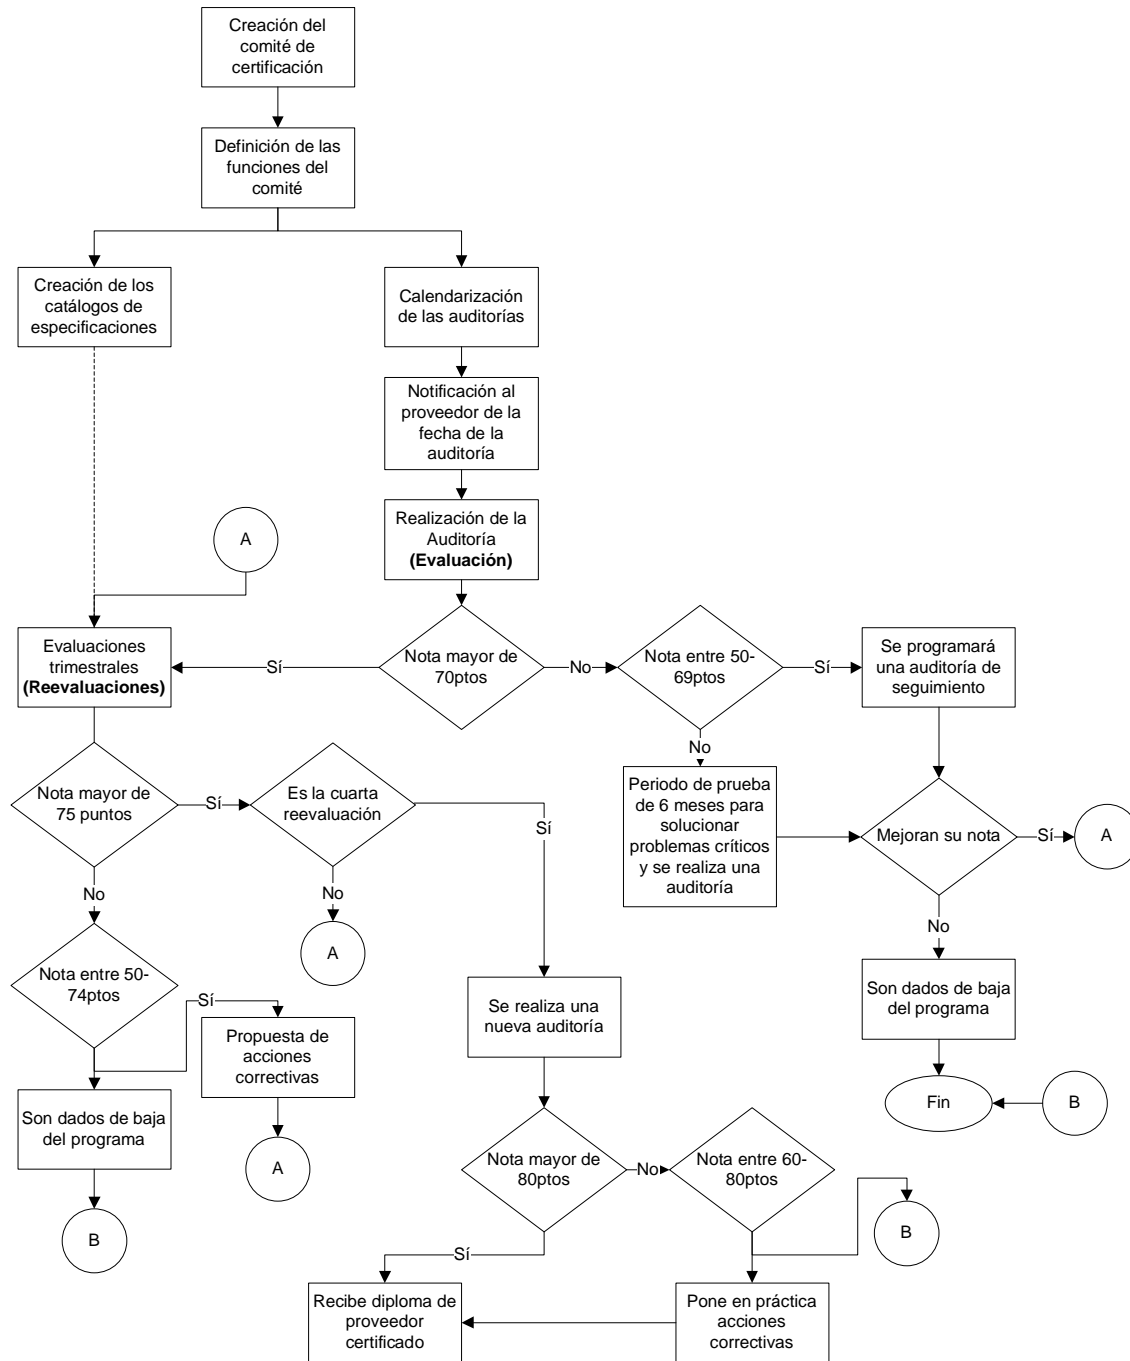 Creación del
comité de
certificación
Definición de las
funciones del
comité
Creación de los
catálogos de
especificaciones
Calendarización
de las auditorías
Notificación al
proveedor de la
fecha de la
auditoría
Realización de la
Auditoría
(Evaluación)
A
Evaluaciones
trimestrales
(Reevaluaciones)
Sí
Nota mayor de
70ptos
No
Nota entre 50-
69ptos
Sí
Se programará
una auditoría de
seguimiento
No
Nota mayor de
75 puntos
Sí
Es la cuarta
reevaluación
Sí
Periodo de prueba
de 6 meses para
solucionar
problemas críticos
y se realiza una
auditoría
Mejoran su nota
Sí
A
No
No
No
A
Nota entre 50-
74ptos
Sí
Propuesta de
acciones
correctivas
Se realiza una
nueva auditoría
Son dados de baja
del programa
Son dados de baja
del programa
A
Fin
B
B
Nota mayor de
80ptos
No
Nota entre 60-
80ptos
B
Sí
Recibe diploma de
proveedor
certificado
Pone en práctica
acciones
correctivas